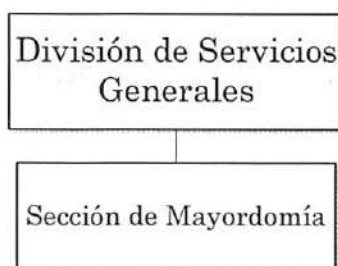 División de Servicios
Generales
Sección de Mayordomía